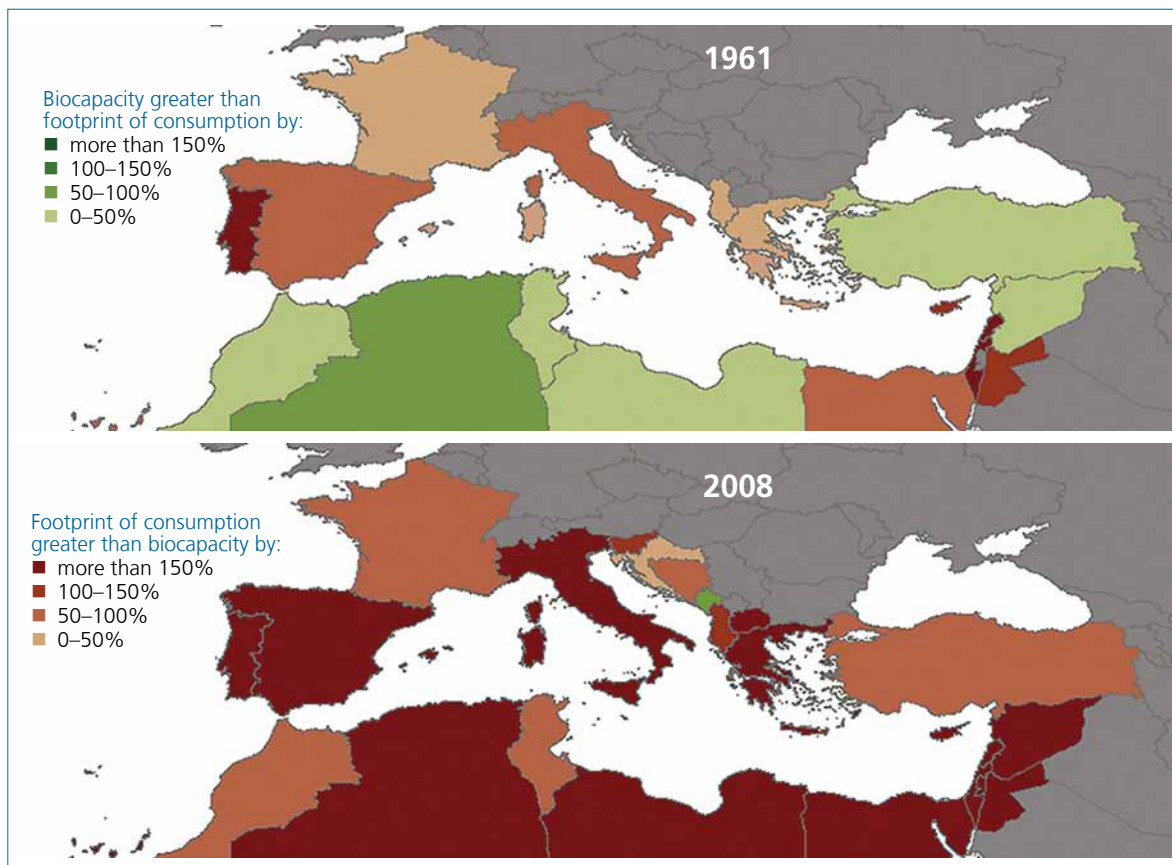 1961
Biocapacity greater than
footprint of consumption by:
more than 150%
100–150%
50–100%
0–50%
2008
Footprint of consumption
greater than biocapacity by:
more than 150%
100–150%
50–100%
0–50%